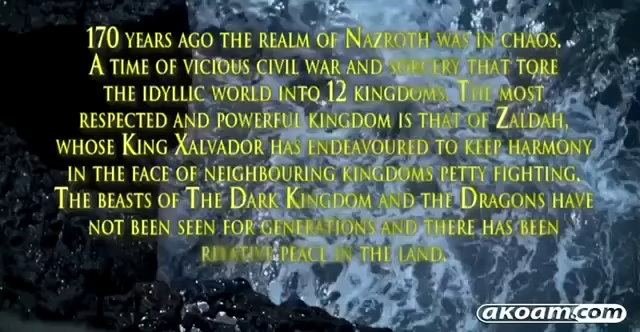 170 YEARS AGO THE REALM OF NAZROTH WAS IN CHAOS.
A TIME OF VICIOUS CIVIL WAR AND SORCERY THAT TORE
THE IDYLLIC WORLD INTO 12 KINGDOMS. THE MOST
RESPECTED AND POWERFUL KINGDOM IS THAT OF ZALDAH,
WHOSE KING XALVADOR HAS ENDEAVOURED TO KEEP HARMONY
IN THE FACE OF NEIGHBOURING KINGDOMS PETTY FIGHTING.
THE BEASTS OF THE DARK KINGDOM AND THE DRAGONS HAVE
NOT BEEN SEEN FOR GENERATIONS AND THERE HAS BEEN
RELATIVE PEACE IN THE LAND.
akoam.com